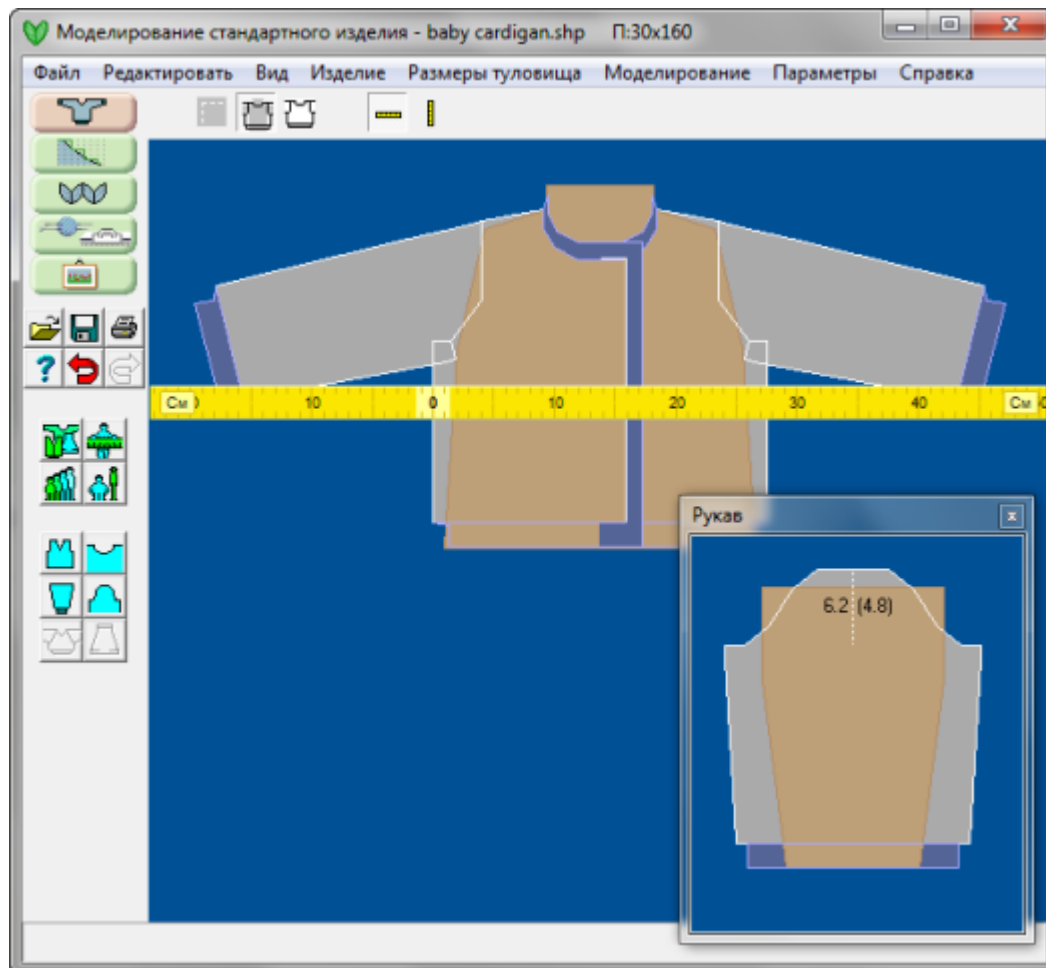 Моделирование стандартного изделия - baby cardigan.shp П:30x160
Файл Редактировать Вид Изделие Размеры туловища Моделирование Параметры Справка
См 10 0 10 20 30 40 См
Рукав
6.2 (4.8)